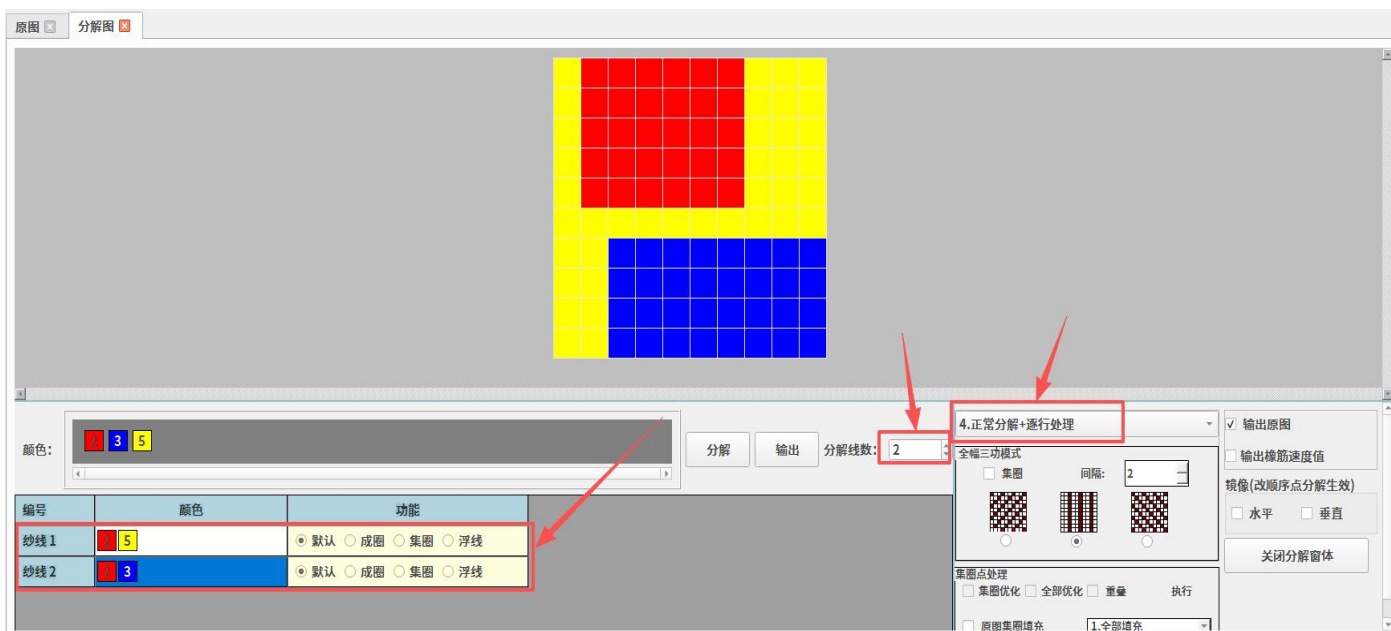 原图 分解图
颜色: 2 3 5 分解 输出 分解线数: 2
4.正常分解+逐行处理
全幅三功模式
集圈 间隔: 2
集圈点处理
集圈优化 全部优化 重叠 执行
原图集圈填充 1.全部填充
输出原图
输出橡筋速度值
镜像(改顺序点分解生效)
水平 垂直
关闭分解窗体
编号 颜色 功能
纱线1 2 5 默认 成圈 集圈 浮线
纱线2 2 3 默认 成圈 集圈 浮线